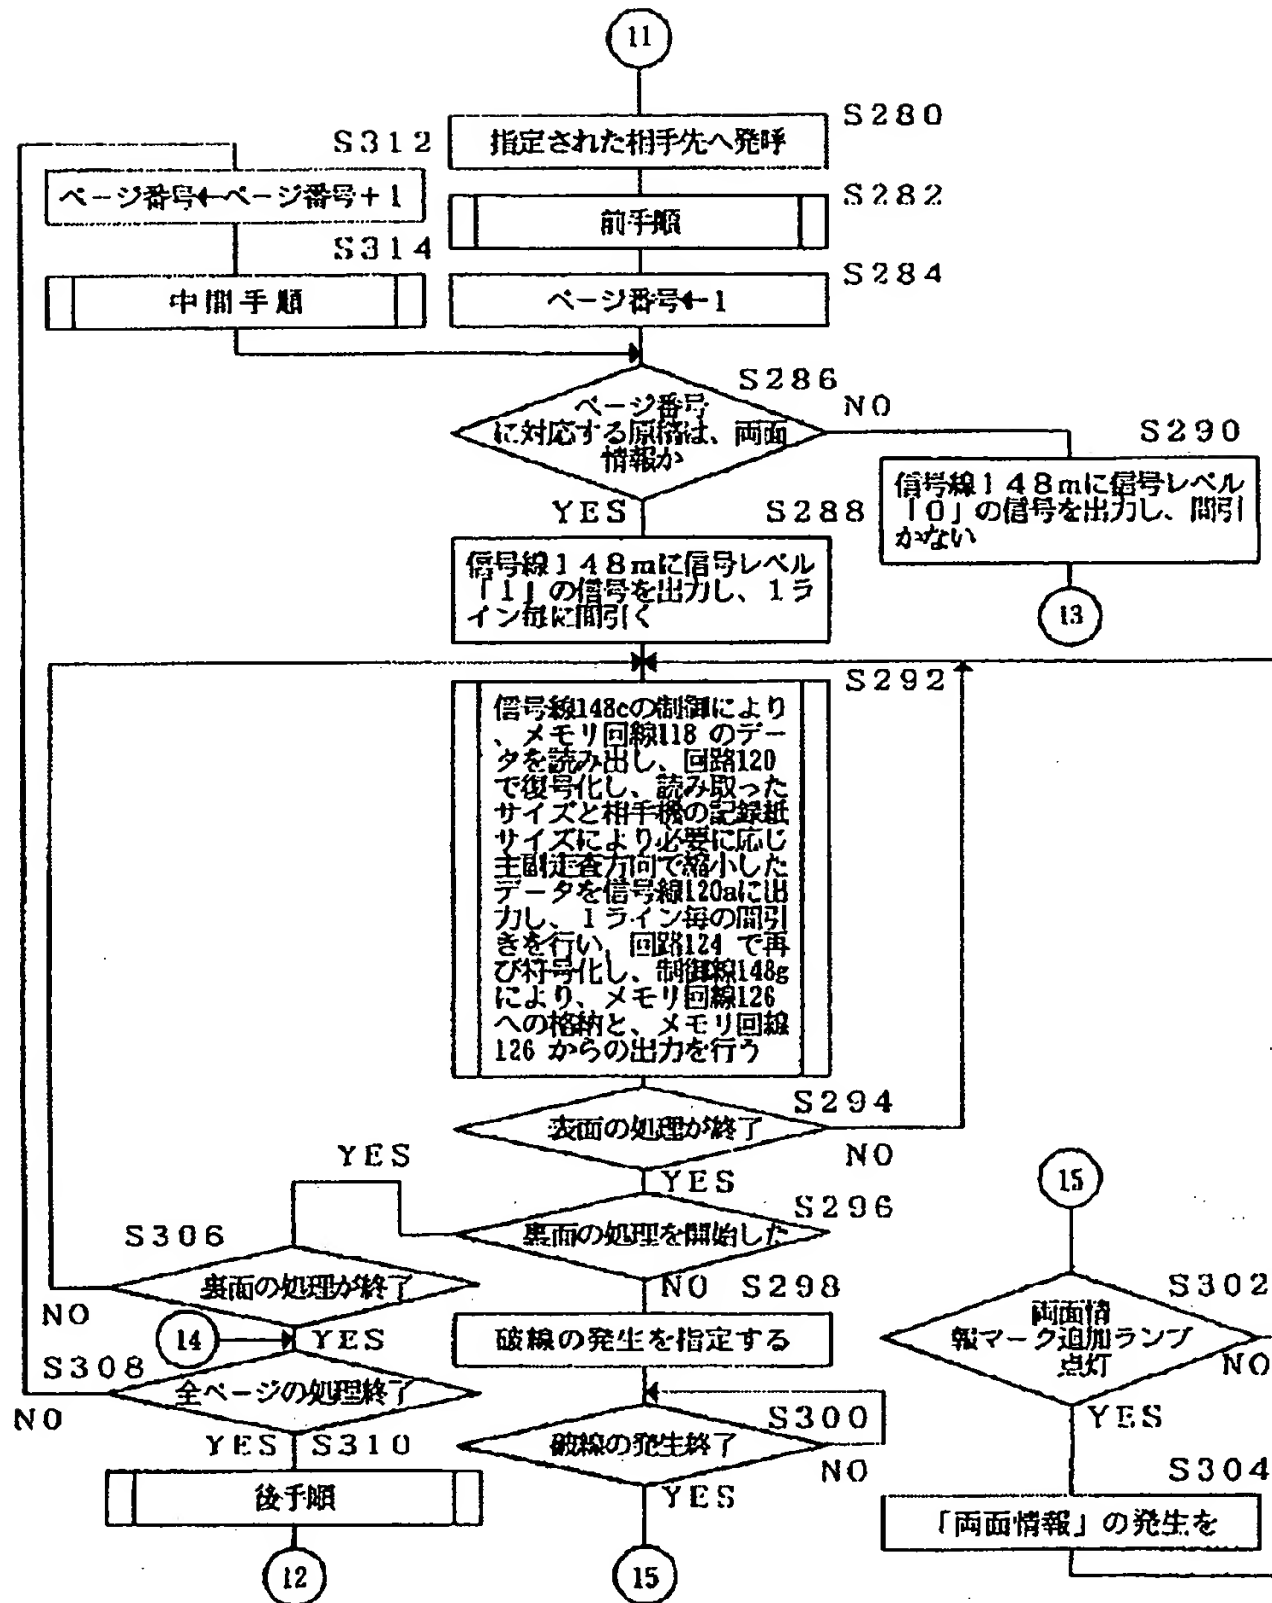 11
S280
指定された相手先へ発呼
S312
ページ番号←ページ番号+1
S282
前手順
S314
中間手順
S284
ページ番号←1
S286
ページ番号
に対応する原稿は、両面
情報か
NO
YES
S290
信号線148mに信号レベル
「0」の信号を出力し、間引
かない
13
S288
信号線148mに信号レベル
「1」の信号を出力し、1ラ
イン毎に間引く
S292
信号線148cの制御により
、メモリ回線118 のデー
タを読み出し、回路120
で復号化し、読み取った
サイズと相手機の記録紙
サイズにより必要に応じ
主副走査方向で縮小した
データを信号線120aに出
力し、1ライン毎の間引
きを行い、回路124 で再
び符号化し、制御線148g
により、メモリ回線126
への格納と、メモリ回線
126 からの出力を行う
S294
表面の処理が終了
NO
YES
YES
S296
裏面の処理を開始した
NO
S306
裏面の処理が終了
NO
YES
14
S298
破線の発生を指定する
S308
全ページの処理終了
NO
YES
S300
破線の発生終了
NO
YES
S310
後手順
12
15
15
S302
両面情
報マーク追加ランプ
点灯
NO
YES
S304
「両面情報」の発生を